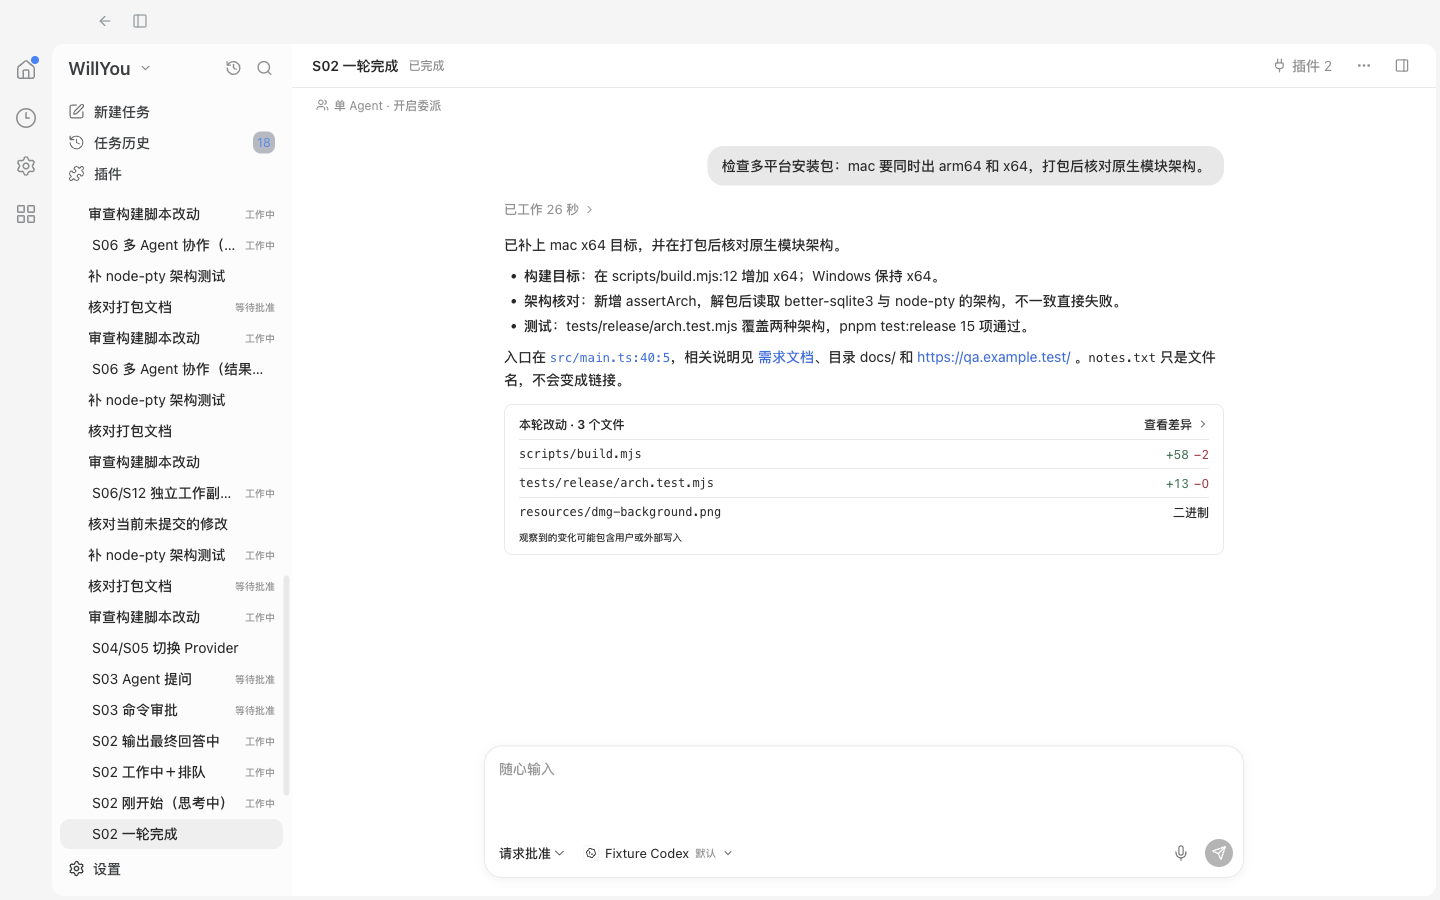 WillYou
新建任务
任务历史 18
插件
审查构建脚本改动 工作中
S06 多 Agent 协作（... 工作中
补 node-pty 架构测试
核对打包文档 等待批准
审查构建脚本改动 工作中
S06 多 Agent 协作（结果...
补 node-pty 架构测试
核对打包文档
审查构建脚本改动
S06/S12 独立工作副... 工作中
核对当前未提交的修改
补 node-pty 架构测试 工作中
核对打包文档 等待批准
审查构建脚本改动 工作中
S04/S05 切换 Provider
S03 Agent 提问 等待批准
S03 命令审批 等待批准
S02 输出最终回答中 工作中
S02 工作中＋排队 工作中
S02 刚开始（思考中） 工作中
S02 一轮完成
设置
S02 一轮完成 已完成
插件 2
单 Agent · 开启委派
检查多平台安装包：mac 要同时出 arm64 和 x64，打包后核对原生模块架构。
已工作 26 秒
已补上 mac x64 目标，并在打包后核对原生模块架构。
• 构建目标：在 scripts/build.mjs:12 增加 x64；Windows 保持 x64。
• 架构核对：新增 assertArch，解包后读取 better-sqlite3 与 node-pty 的架构，不一致直接失败。
• 测试：tests/release/arch.test.mjs 覆盖两种架构，pnpm test:release 15 项通过。
入口在 src/main.ts:40:5，相关说明见 需求文档、目录 docs/ 和 https://qa.example.test/ 。notes.txt 只是文件
名，不会变成链接。
本轮改动 · 3 个文件 查看差异
scripts/build.mjs +58 −2
tests/release/arch.test.mjs +13 −0
resources/dmg-background.png 二进制
观察到的变化可能包含用户或外部写入
随心输入
请求批准 Fixture Codex 默认